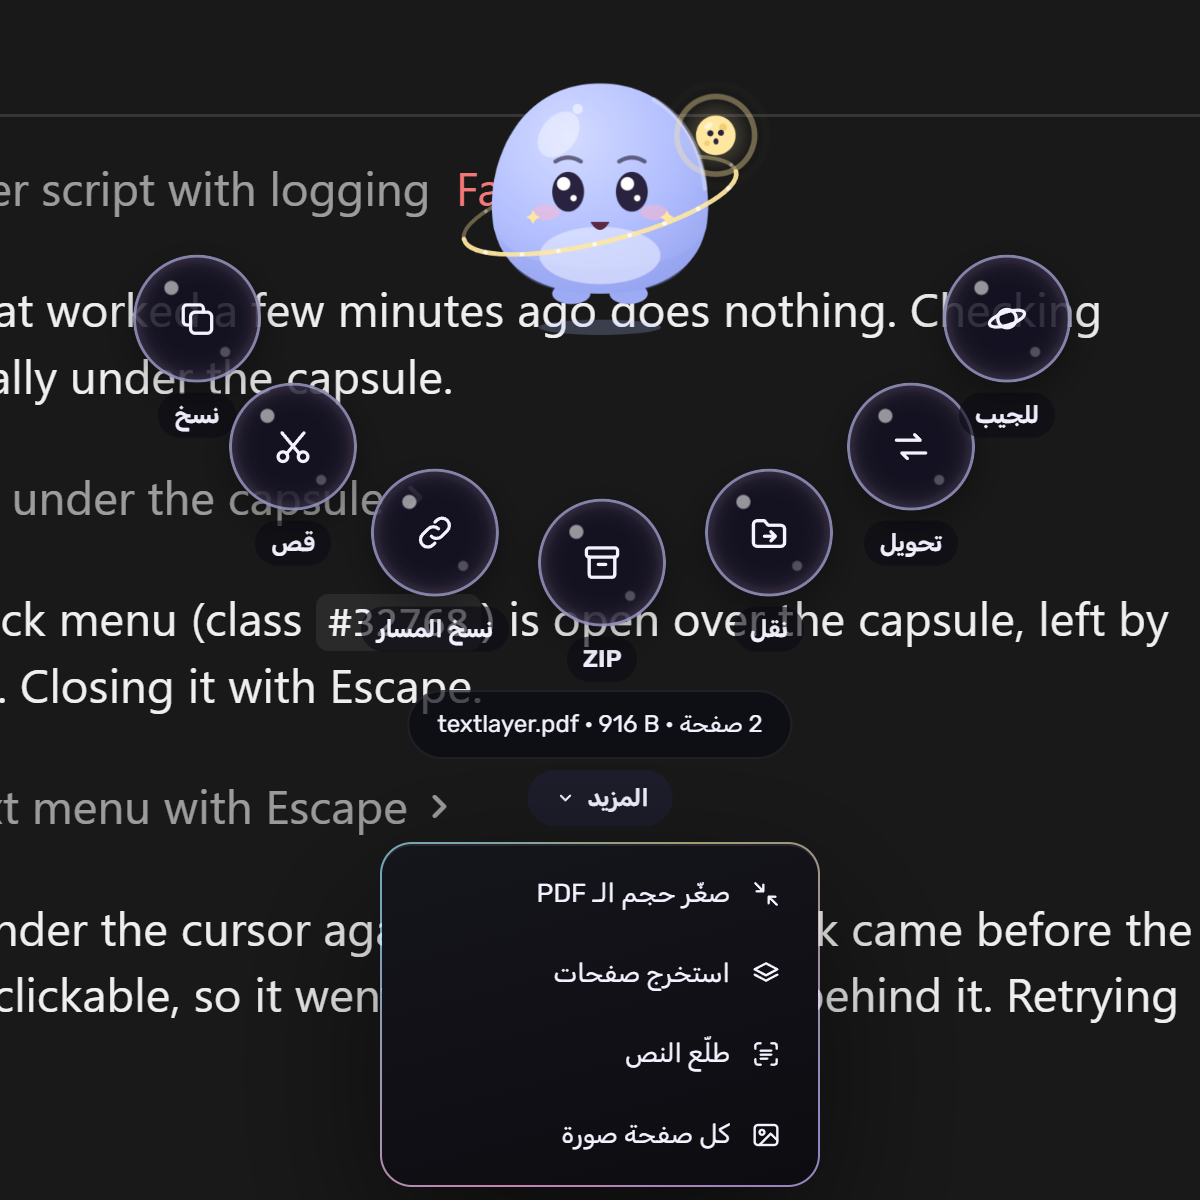 er script with logging Fa
at worked a few minutes ago does nothing. Checking
ally under the capsule.
نسخ
للجيب
under the capsule
قص
تحويل
ck menu (class #32768) is open over the capsule, left by
نسخ المسار
نقل
ZIP
. Closing it with Escape.
textlayer.pdf • 916 B • 2 صفحة
المزيد
xt menu with Escape
صغّر حجم الـ PDF
nder the cursor aga
k came before the
استخرج صفحات
clickable, so it wen
behind it. Retrying
طلّع النص
كل صفحة صورة